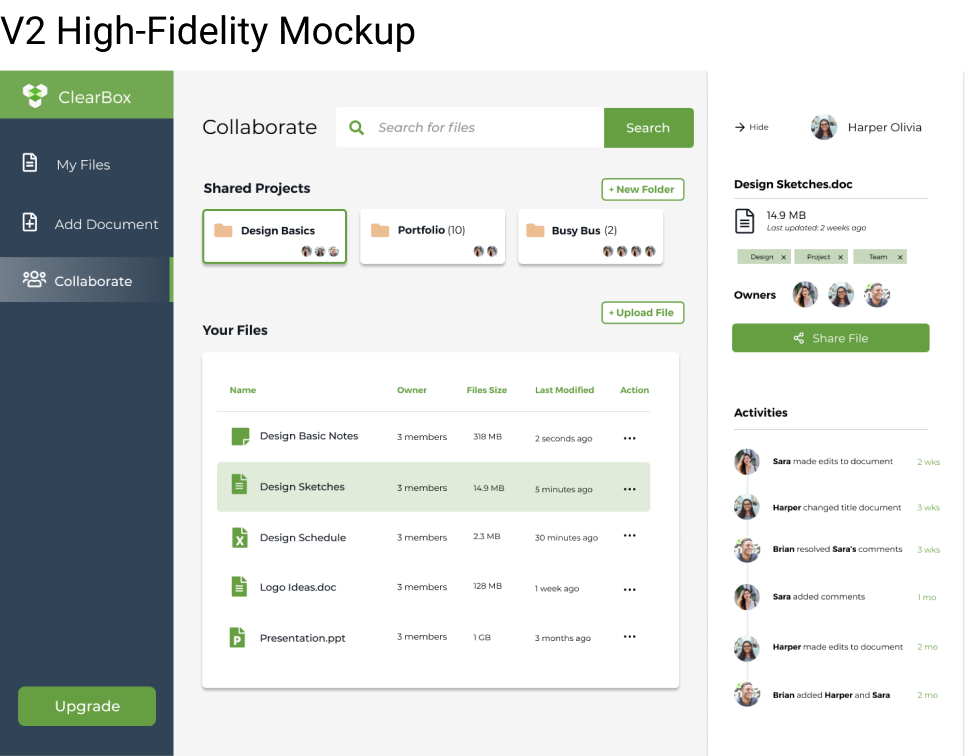 V2 High-Fidelity Mockup
ClearBox
My Files
Add Document
Collaborate
Upgrade
Collaborate
Search for files
Search
Shared Projects
+ New Folder
Design Basics
Portfolio (10)
Busy Bus (2)
+ Upload File
Your Files
Name Owner Files Size Last Modified Action
Design Basic Notes 3 members 318 MB 2 seconds ago ...
Design Sketches 3 members 14.9 MB 5 minutes ago ...
Design Schedule 3 members 2.3 MB 30 minutes ago ...
Logo Ideas.doc 3 members 128 MB 1 week ago ...
Presentation.ppt 3 members 1 GB 3 months ago ...
Hide
Harper Olivia
Design Sketches.doc
14.9 MB
Last updated: 2 weeks ago
Design x Project x Team x
Owners
Share File
Activities
Sara made edits to document 2 wks
Harper changed title document 3 wks
Brian resolved Sara's comments 3 wks
Sara added comments 1 mo
Harper made edits to document 2 mo
Brian added Harper and Sara 2 mo